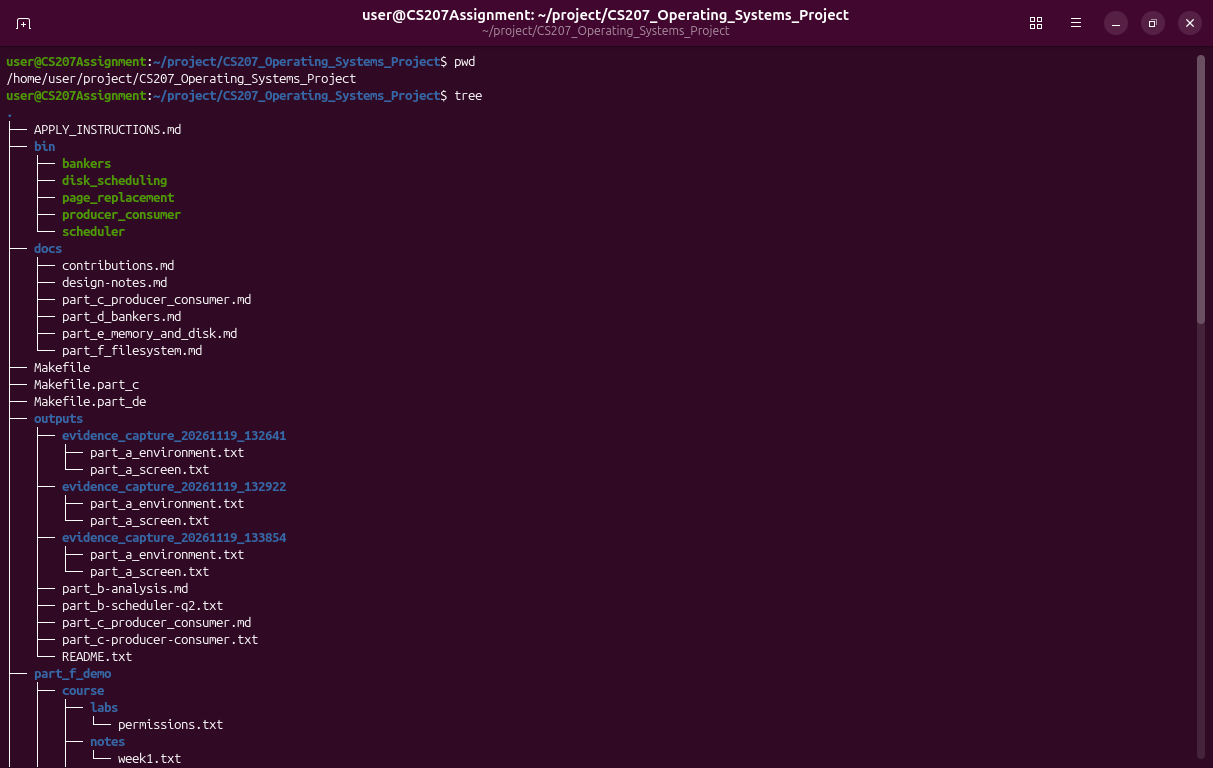 user@CS207Assignment: ~/project/CS207_Operating_Systems_Project
~/project/CS207_Operating_Systems_Project
user@CS207Assignment:~/project/CS207_Operating_Systems_Project$ pwd
/home/user/project/CS207_Operating_Systems_Project
user@CS207Assignment:~/project/CS207_Operating_Systems_Project$ tree
.
├── APPLY_INSTRUCTIONS.md
├── bin
│   ├── bankers
│   ├── disk_scheduling
│   ├── page_replacement
│   ├── producer_consumer
│   └── scheduler
├── docs
│   ├── contributions.md
│   ├── design-notes.md
│   ├── part_c_producer_consumer.md
│   ├── part_d_bankers.md
│   ├── part_e_memory_and_disk.md
│   └── part_f_filesystem.md
├── Makefile
├── Makefile.part_c
├── Makefile.part_de
├── outputs
│   ├── evidence_capture_20261119_132641
│   │   ├── part_a_environment.txt
│   │   └── part_a_screen.txt
│   ├── evidence_capture_20261119_132922
│   │   ├── part_a_environment.txt
│   │   └── part_a_screen.txt
│   ├── evidence_capture_20261119_133854
│   │   ├── part_a_environment.txt
│   │   └── part_a_screen.txt
│   ├── part_b-analysis.md
│   ├── part_b-scheduler-q2.txt
│   ├── part_c_producer_consumer.md
│   ├── part_c-producer-consumer.txt
│   └── README.txt
├── part_f_demo
│   ├── course
│   │   ├── labs
│   │   │   └── permissions.txt
│   │   ├── notes
│   │   │   └── week1.txt